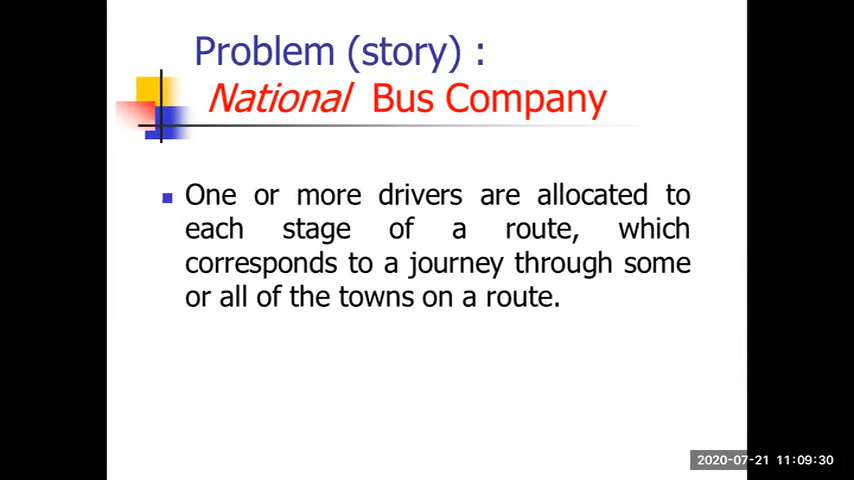 Problem (story) :
National Bus Company
One or more drivers are allocated to
each stage of a route, which
corresponds to a journey through some
or all of the towns on a route.
2020-07-21 11:09:30